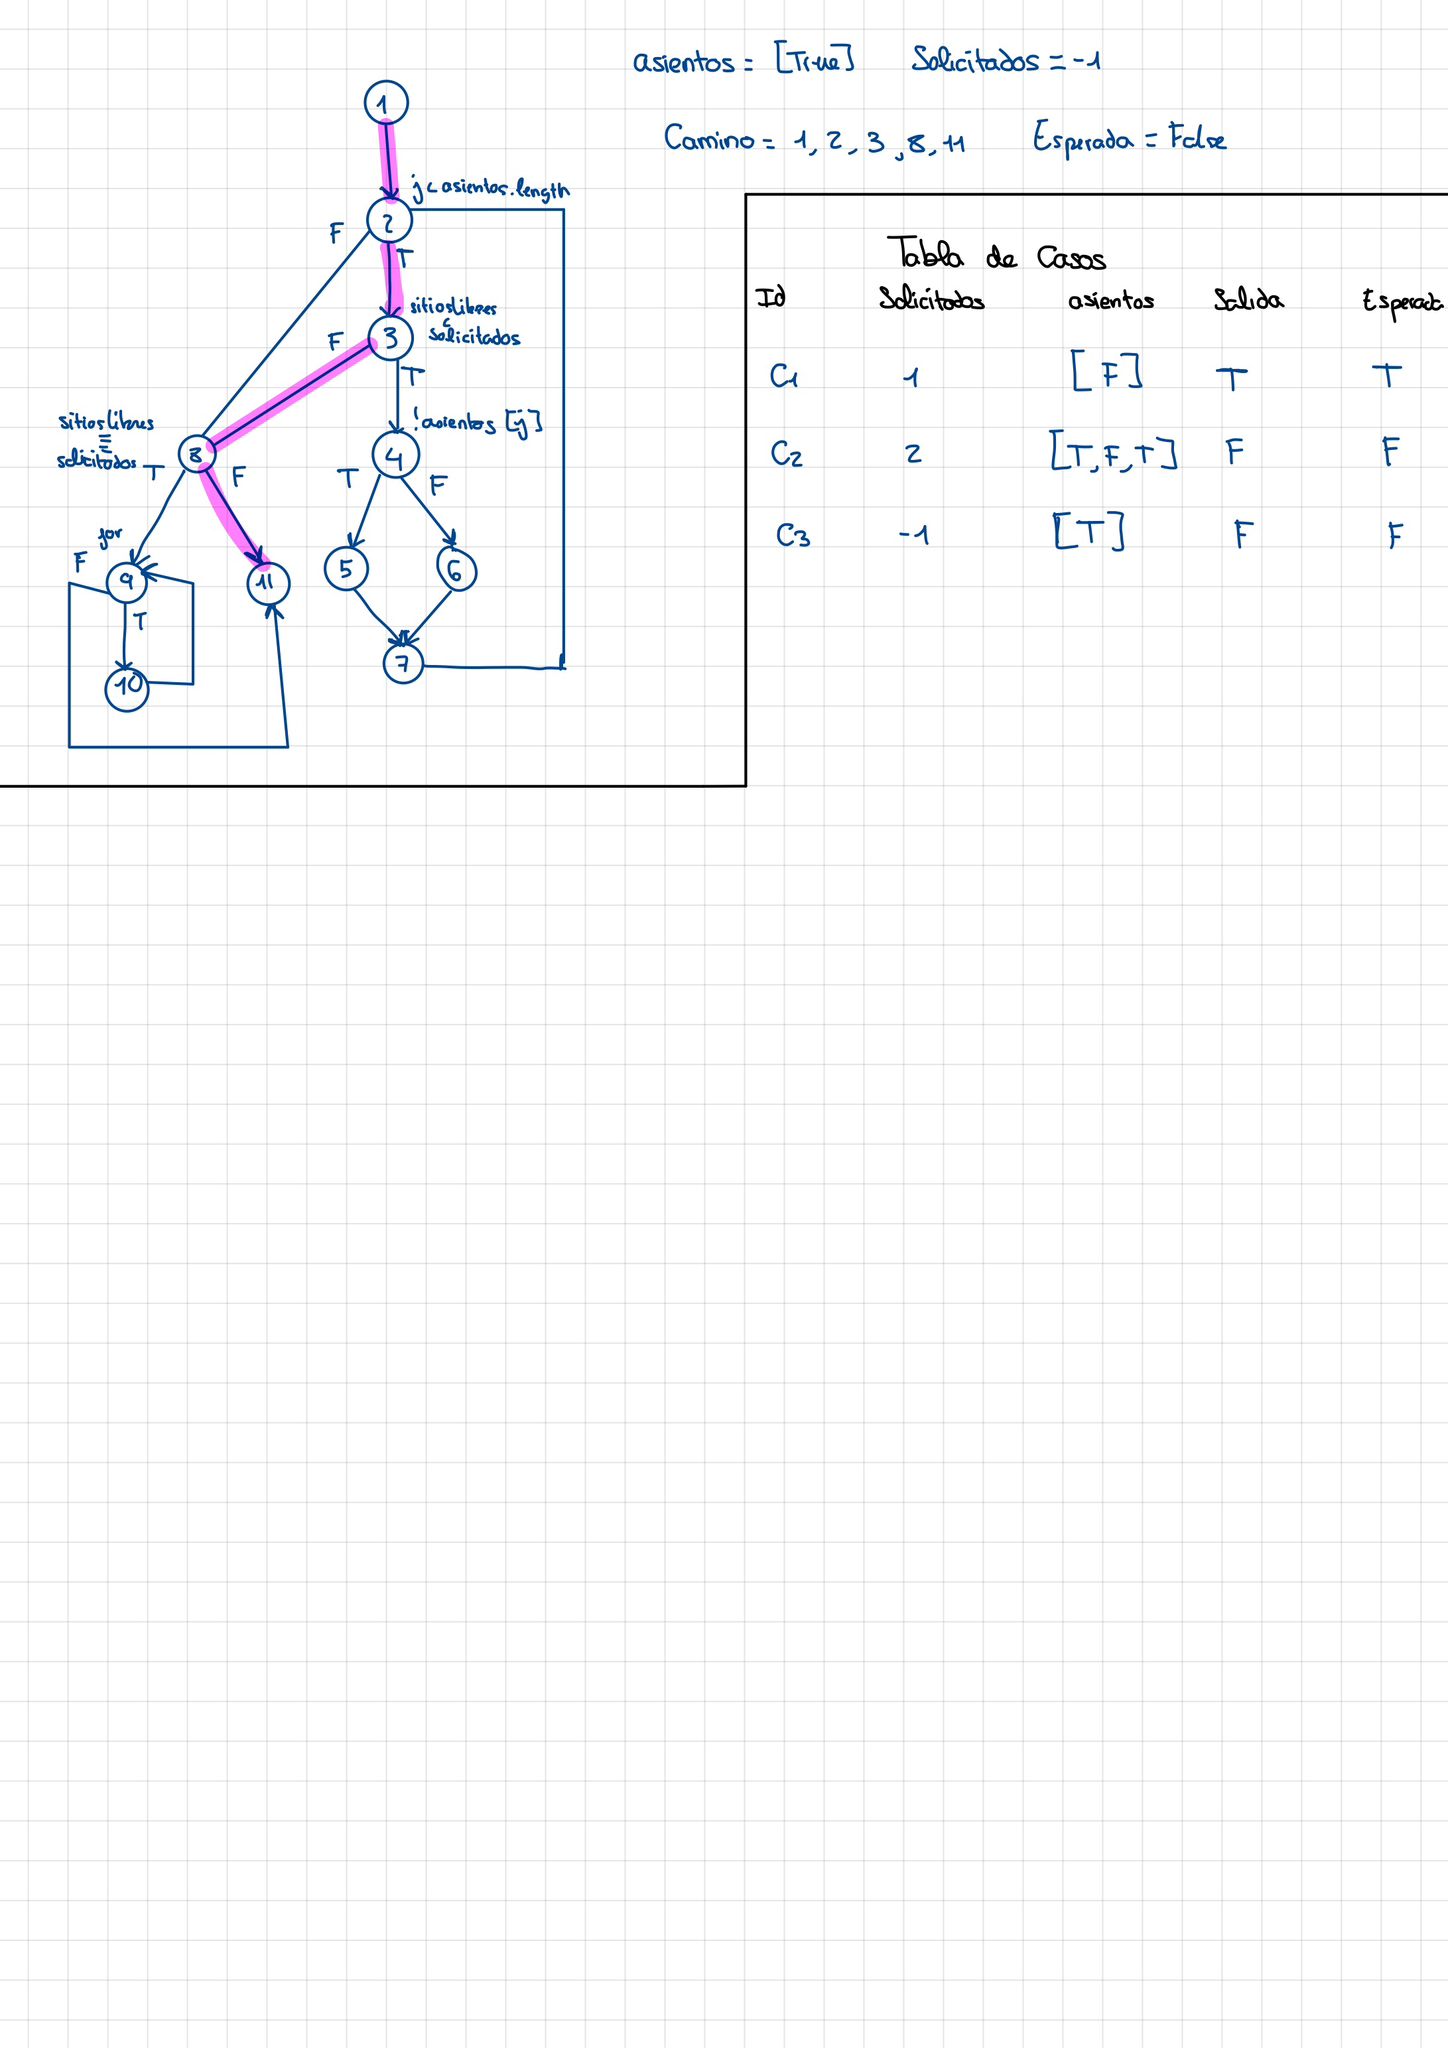 asientos = [True] Solicitados = -1
Camino = 1, 2, 3, 8, 11 Esperada = False
1
j < asientos.length
2
F
T
sitioslibres
<
solicitados
F
3
T
sitioslibres
==
solicitados
!asientos [j]
8
T
F
4
T
F
for
F
9
11
5
6
T
7
10
Tabla de Casos
Id Solicitados asientos Salida Esperada
C1 1 [F] T T
C2 2 [T, F, T] F F
C3 -1 [T] F F